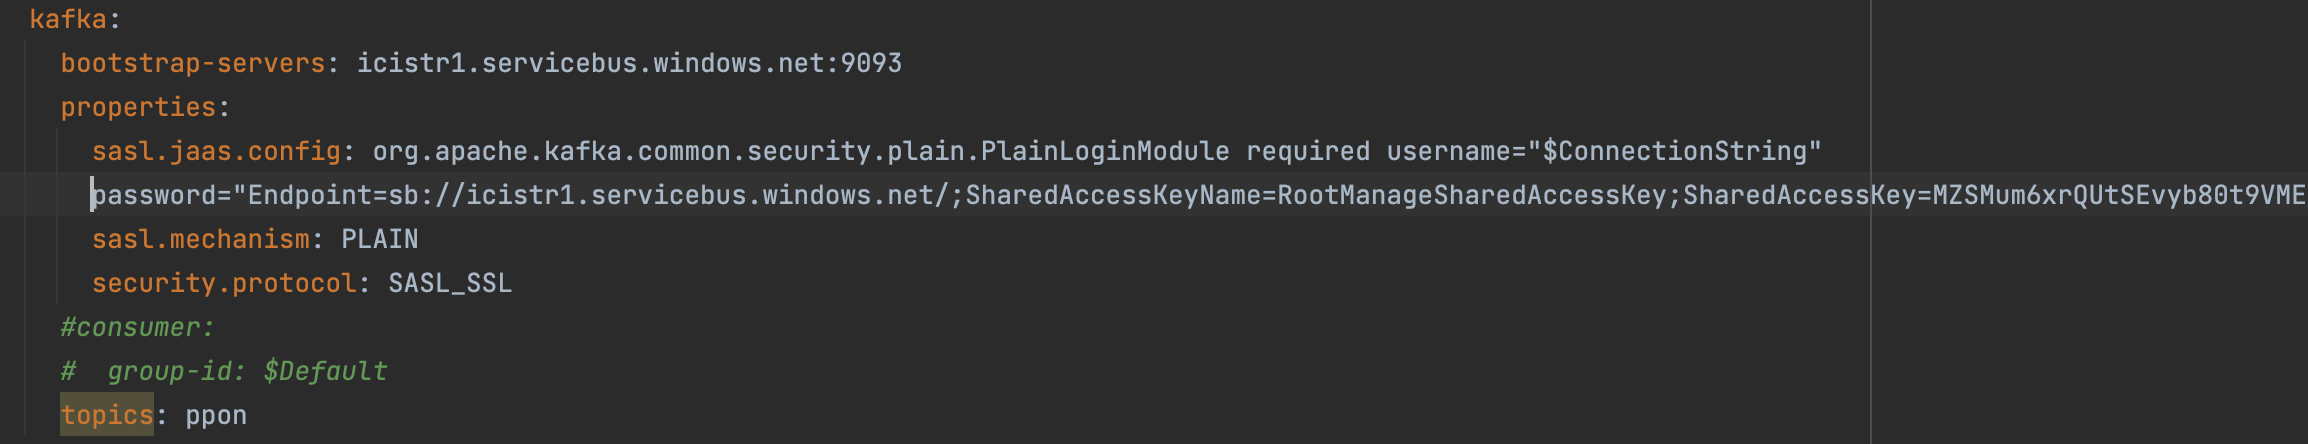 kafka:
bootstrap-servers: icistr1.servicebus.windows.net:9093
properties:
sasl.jaas.config: org.apache.kafka.common.security.plain.PlainLoginModule required username="$ConnectionString"
password="Endpoint=sb://icistr1.servicebus.windows.net/;SharedAccessKeyName=RootManageSharedAccessKey;SharedAccessKey=MZSMum6xrQUtSEvyb80t9VME
sasl.mechanism: PLAIN
security.protocol: SASL_SSL
#consumer:
#  group-id: $Default
topics: ppon